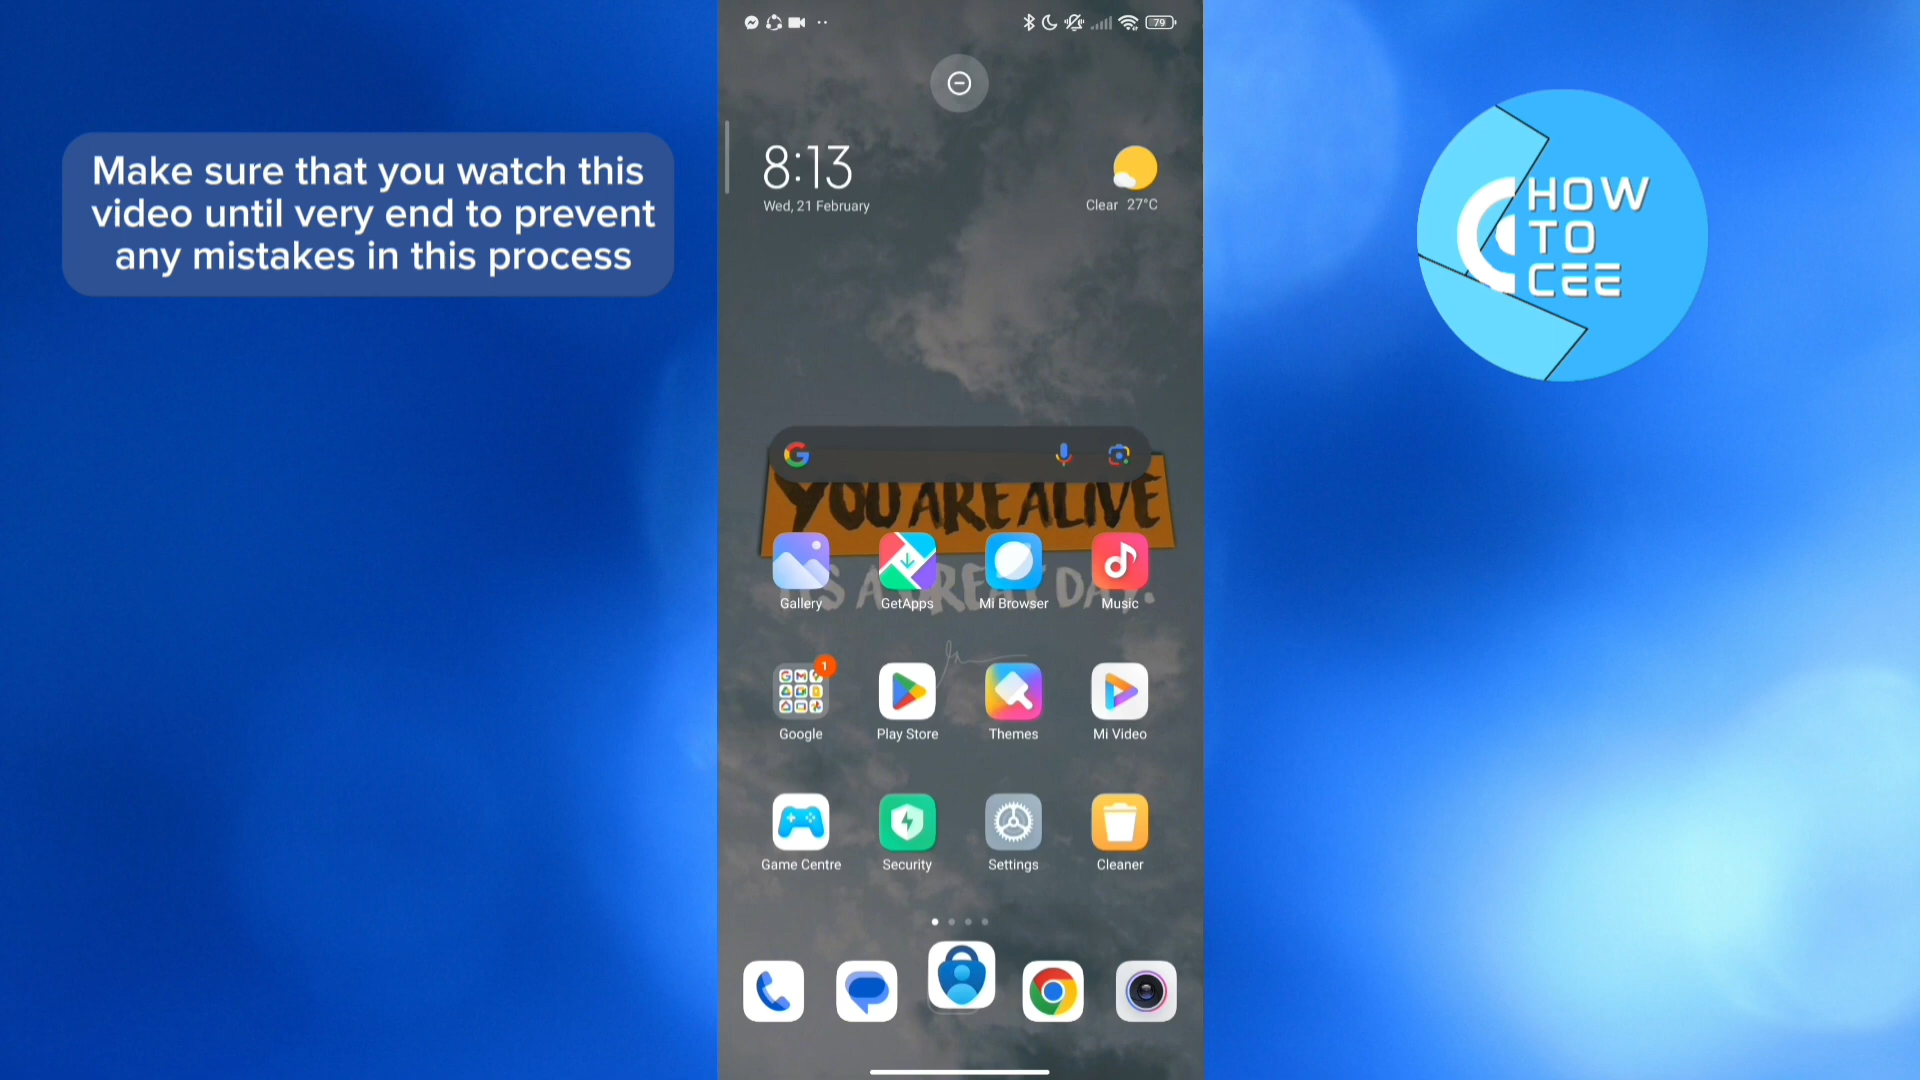 Make sure that you watch this
video until very end to prevent
any mistakes in this process
79
8:13
Wed, 21 February
Clear 27°C
YOU ARE ALIVE
Gallery
GetApps
Mi Browser
Music
1
Google
Play Store
Themes
Mi Video
Game Centre
Security
Settings
Cleaner
HOW
TO
CEE